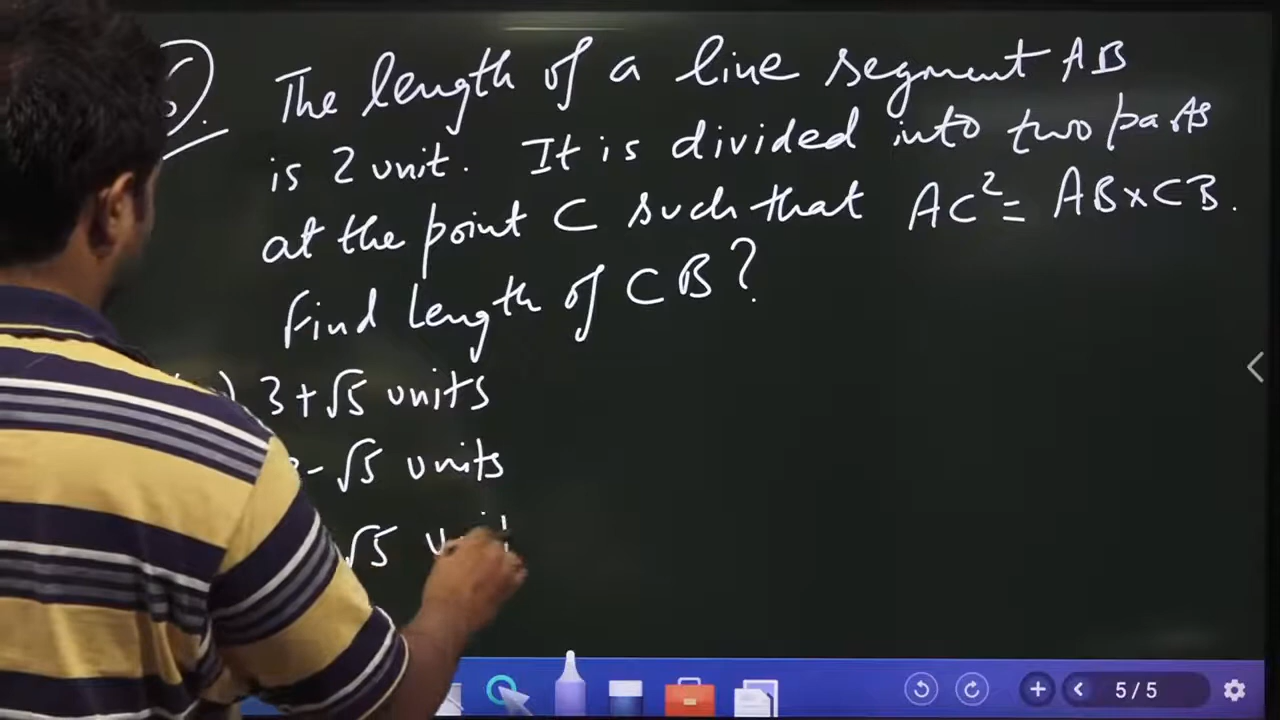 The length of a line segment AB
is 2 unit. It is divided into two parts
at the point C such that AC² = AB×CB.
Find length of CB?
3+√5 units
-√5 units
√5
5/5